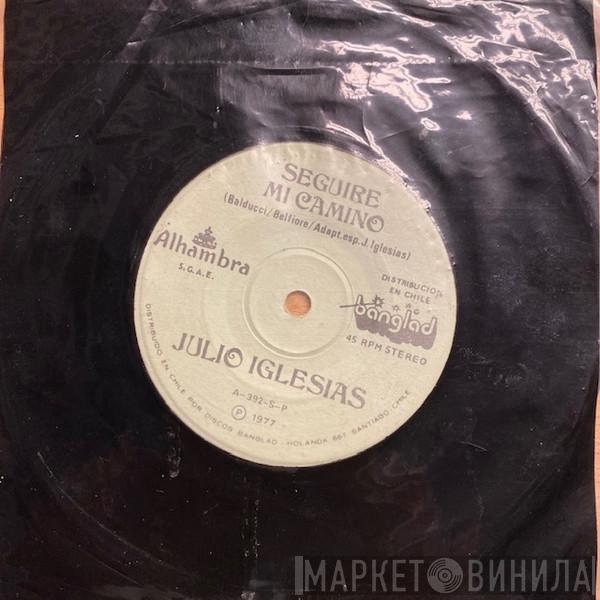 SEGUIRE
MI CAMINO
(Balducci/Belfiore/Adapt.esp.J.Iglesias)
Alhambra
S.G.A.E.
DISTRIBUCION
EN CHILE
banglad
45 RPM STEREO
JULIO IGLESIAS
A-392-S-P
Ⓟ 1977
DISTRIBUIDO EN CHILE POR DISCOS BANGLAD - HOLANDA 667 SANTIAGO-CHILE
МАРКЕТ ВИНИЛА